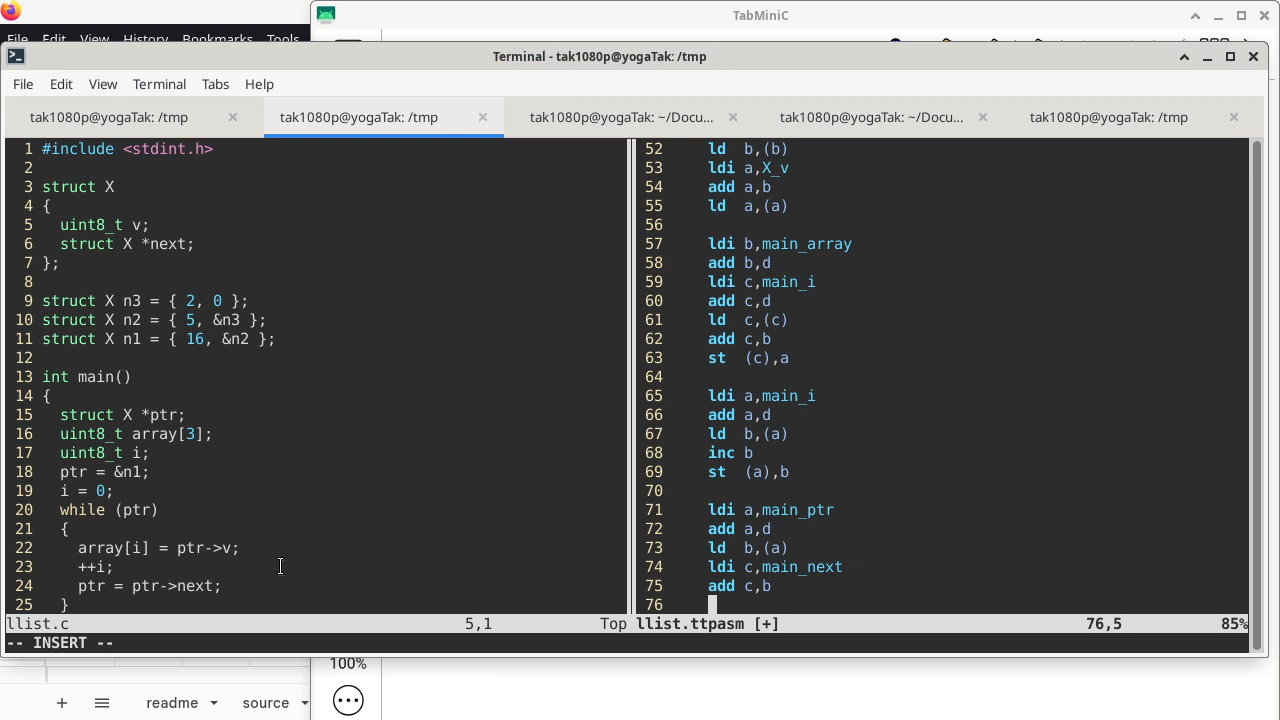 TabMiniC
File Edit View History Bookmarks Tools
Terminal - tak1080p@yogaTak: /tmp
File Edit View Terminal Tabs Help
tak1080p@yogaTak: /tmp tak1080p@yogaTak: /tmp tak1080p@yogaTak: ~/Docu... tak1080p@yogaTak: ~/Docu... tak1080p@yogaTak: /tmp
1 #include <stdint.h>
2
3 struct X
4 {
5   uint8_t v;
6   struct X *next;
7 };
8
9 struct X n3 = { 2, 0 };
10 struct X n2 = { 5, &n3 };
11 struct X n1 = { 16, &n2 };
12
13 int main()
14 {
15   struct X *ptr;
16   uint8_t array[3];
17   uint8_t i;
18   ptr = &n1;
19   i = 0;
20   while (ptr)
21   {
22     array[i] = ptr->v;
23     ++i;
24     ptr = ptr->next;
25   }
llist.c 5,1 Top
52 ld b,(b)
53 ldi a,X_v
54 add a,b
55 ld a,(a)
56
57 ldi b,main_array
58 add b,d
59 ldi c,main_i
60 add c,d
61 ld c,(c)
62 add c,b
63 st (c),a
64
65 ldi a,main_i
66 add a,d
67 ld b,(a)
68 inc b
69 st (a),b
70
71 ldi a,main_ptr
72 add a,d
73 ld b,(a)
74 ldi c,main_next
75 add c,b
76
llist.ttpasm [+] 76,5 85%
-- INSERT --
100%
readme source